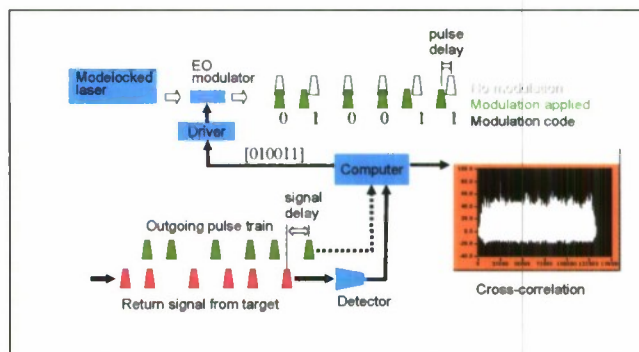 pulse
delay
EO
modulator
Modelocked
laser
No modulation
Modulation applied
Modulation code
0 1 0 0 1 1
Driver
[010011]
Computer
signal
delay
Outgoing pulse train
Return signal from target
Detector
Cross-correlation